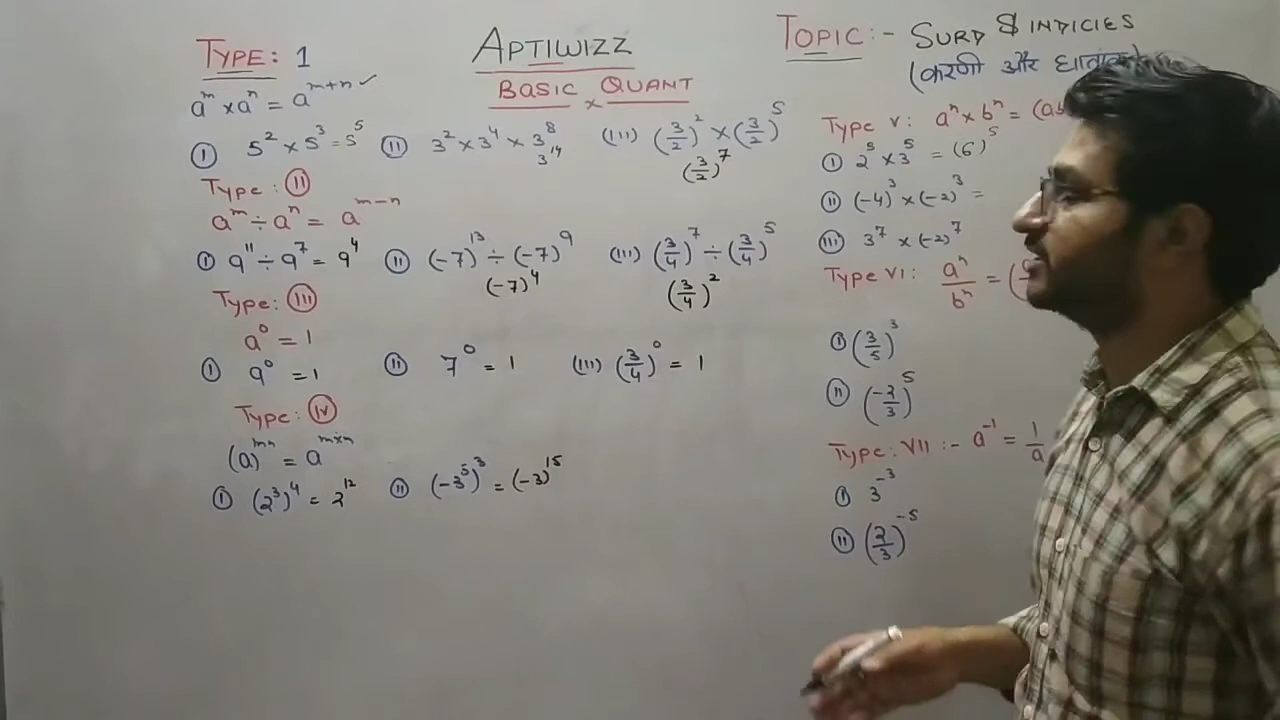 TYPE: 1
aᵐ × aⁿ = aᵐ⁺ⁿ ✓
Ⓘ 5² × 5³ = 5⁵
Ⓘⓘ 3² × 3⁴ × 3⁸
3¹⁴
(III) (3/2)² × (3/2)⁵
(3/2)⁷
Type: II
aᵐ ÷ aⁿ = aᵐ⁻ⁿ
I 9¹¹ ÷ 9⁷ = 9⁴
II (-7)¹³ ÷ (-7)⁹
(-7)⁴
(III) (3/4)⁷ ÷ (3/4)⁵
(3/4)²
Type: III
a⁰ = 1
I 9⁰ = 1
II 7⁰ = 1
(III) (3/4)⁰ = 1
Type: IV
(a)ᵐⁿ = aᵐˣⁿ
I (2³)⁴ = 2¹²
II (-3⁵)³ = (-3)¹⁵
APTIWIZZ
BASIC QUANT
×
TOPIC:- SURD & INDICIES
(करणी और घातांक)
Type V: aⁿ × bⁿ =
I 2⁵ × 3⁵ = (6)⁵
II (-4)³ × (-2)³ =
III 3⁷ × (-2)⁷
Type VI: aⁿ/bⁿ =
I (3/5)³
II (-2/3)⁵
Type: VII :- a⁻¹ = 1/a
I 3⁻³
II (2/3)⁻⁵